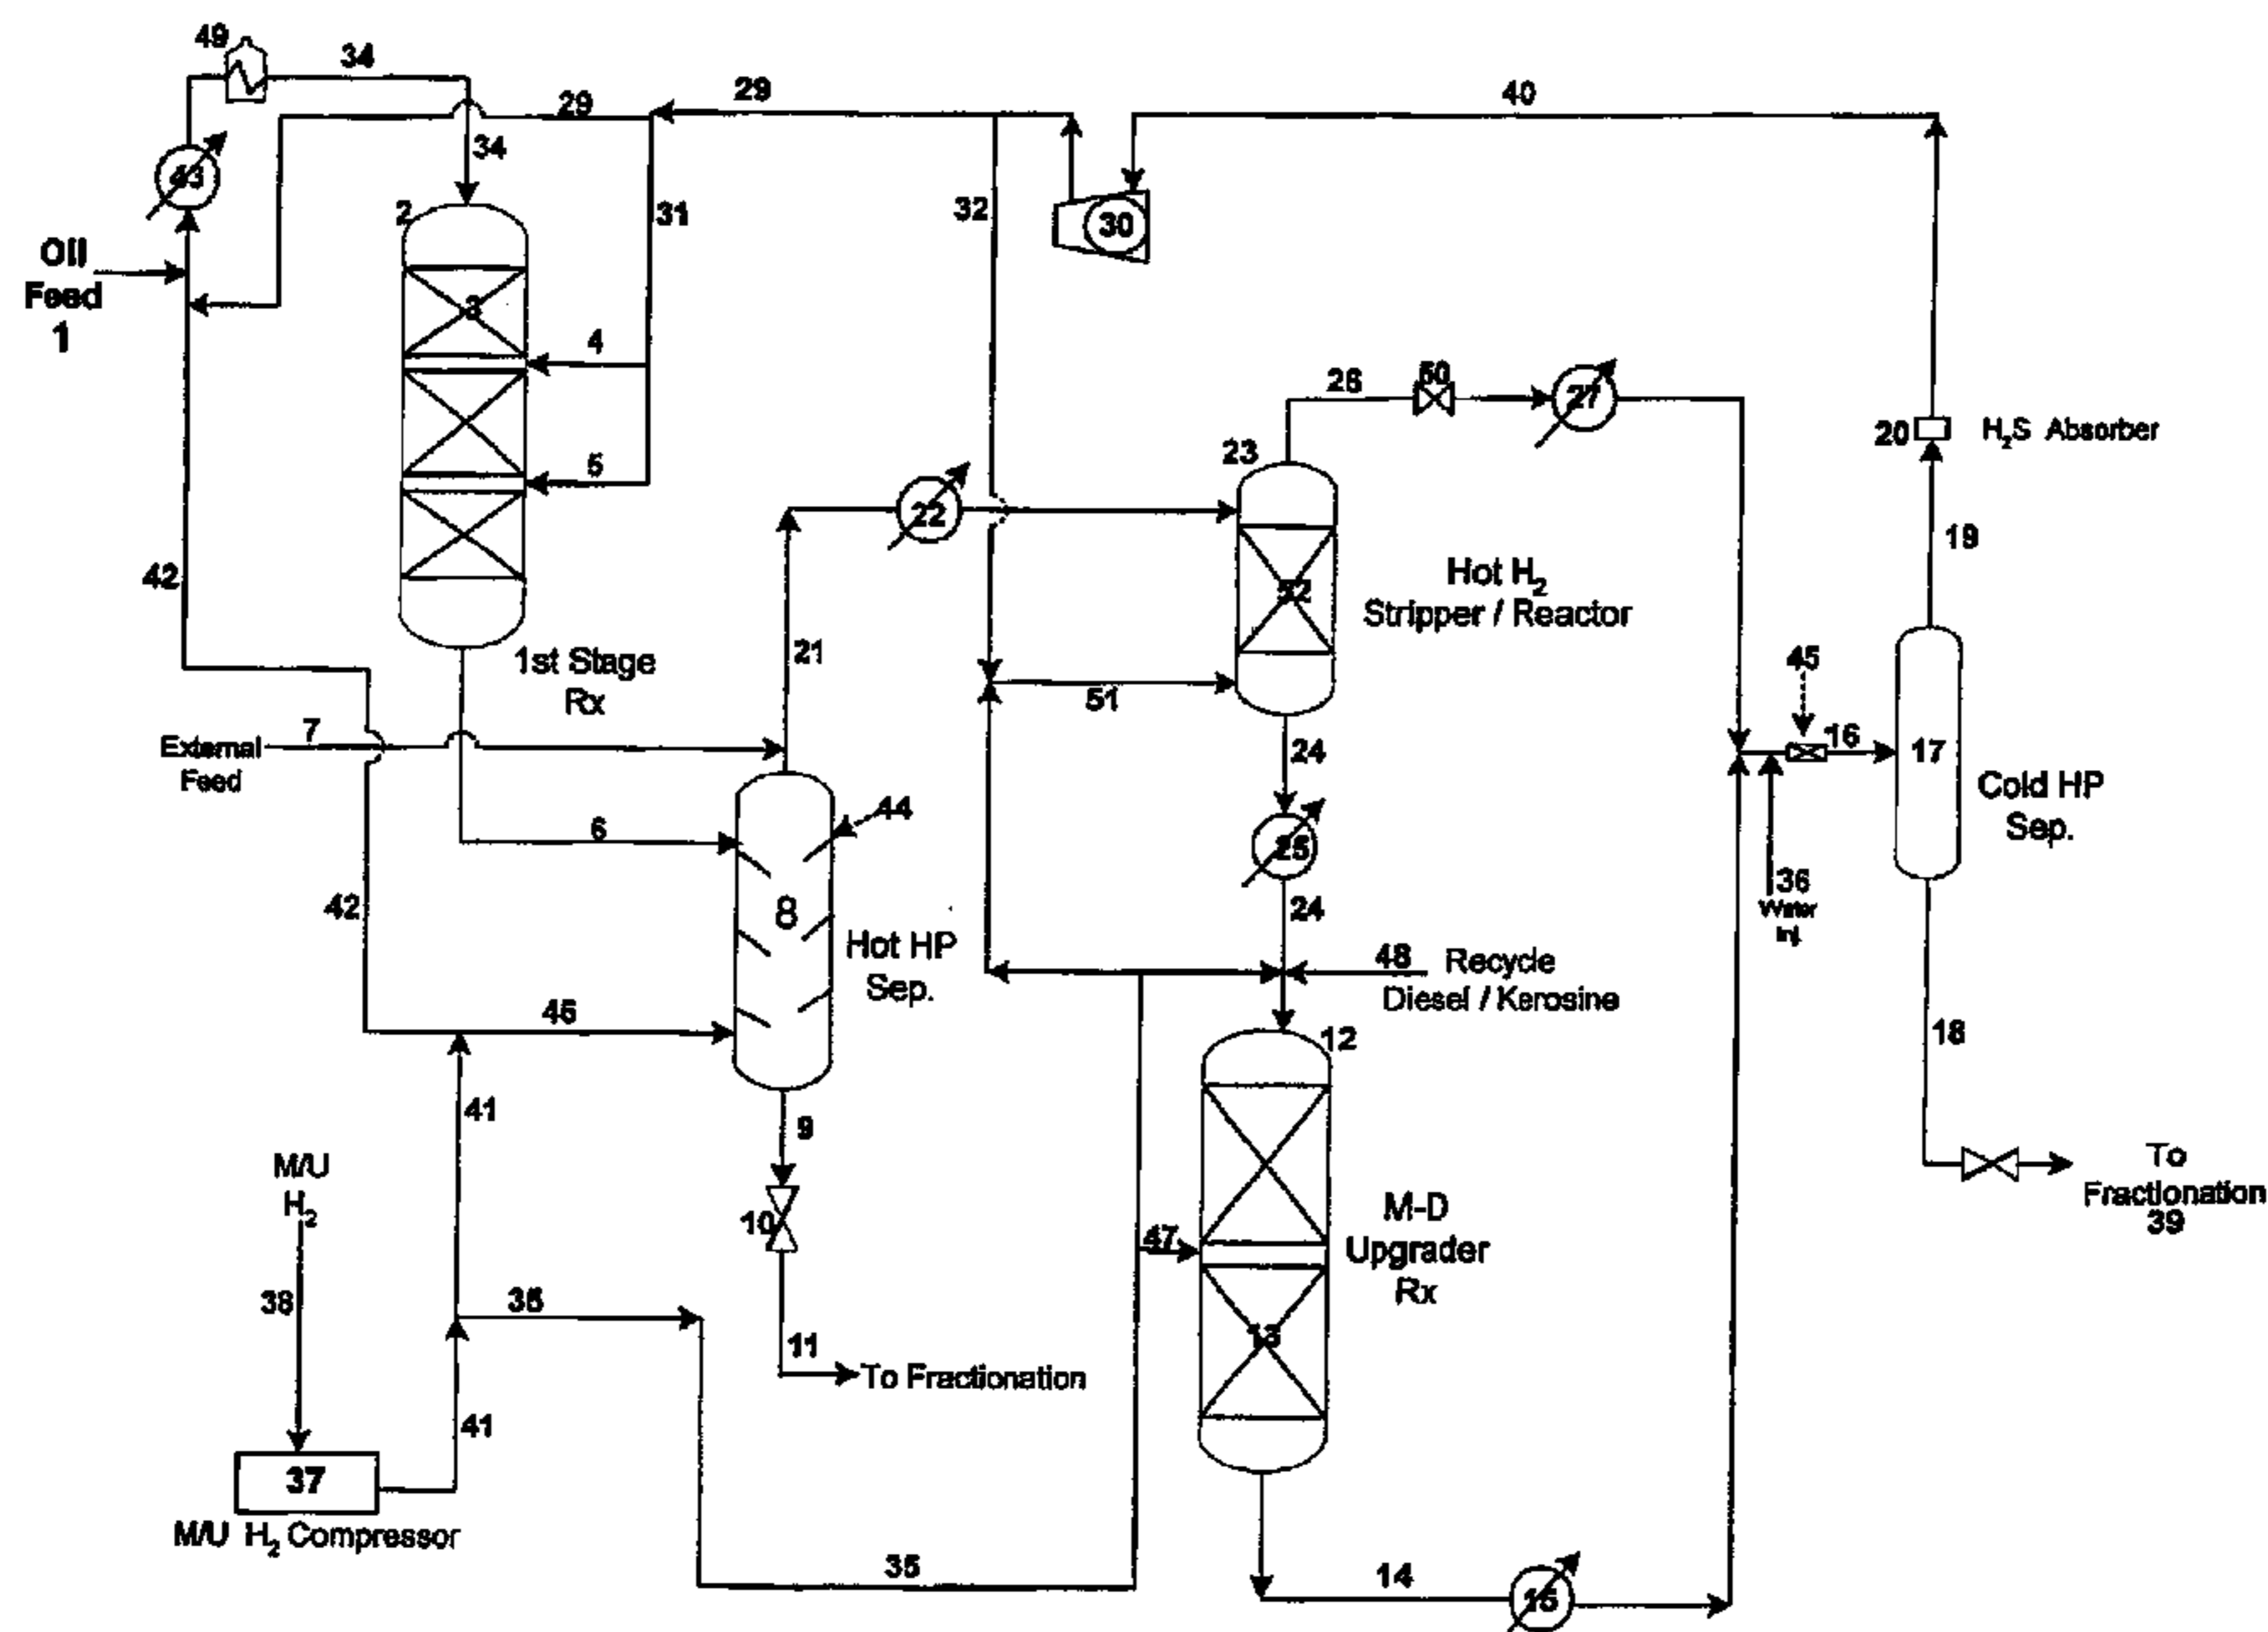 49
34
29
29
40
43
34
2
31
32
30
Oil
Feed
1
3
4
26
50
27
5
23
20
H₂S Absorber
22
19
42
52
Hot H₂
Stripper / Reactor
21
1st Stage
Rx
51
45
7
External
Feed
24
16
17
Cold HP
Sep.
6
44
25
36
Water
Inj.
42
8
24
Hot HP
Sep.
48
Recycle
Diesel / Kerosine
46
12
18
41
9
M/U
H₂
To
Fractionation
39
10
M-D
Upgrader
Rx
47
38
35
13
11
To Fractionation
41
37
M/U H₂ Compressor
35
14
15